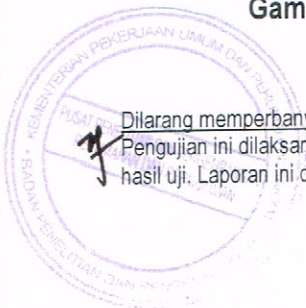 Gam
KEMENTERIAN PEKERJAAN UMUM DAN
PUSAT
BADAN PENELITIAN DAN
Dilarang memperbany
Pengujian ini dilaksan
hasil uji. Laporan ini d